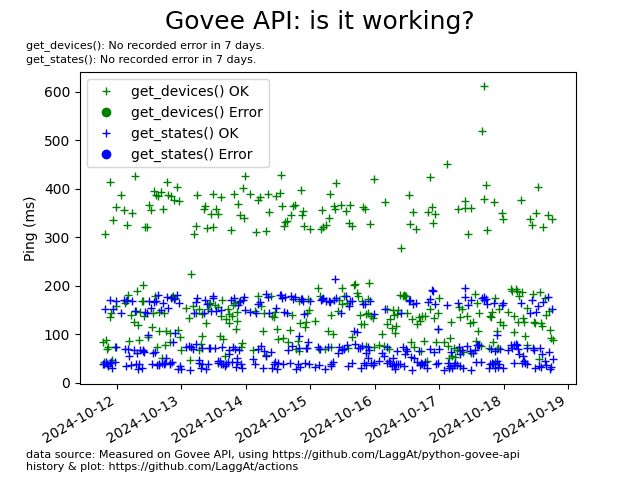 Govee API: is it working?
get_devices(): No recorded error in 7 days.
get_states(): No recorded error in 7 days.
get_devices() OK
get_devices() Error
get_states() OK
get_states() Error
Ping (ms)
600
500
400
300
200
100
0
2024-10-12
2024-10-13
2024-10-14
2024-10-15
2024-10-16
2024-10-17
2024-10-18
2024-10-19
data source: Measured on Govee API, using https://github.com/LaggAt/python-govee-api
history & plot: https://github.com/LaggAt/actions